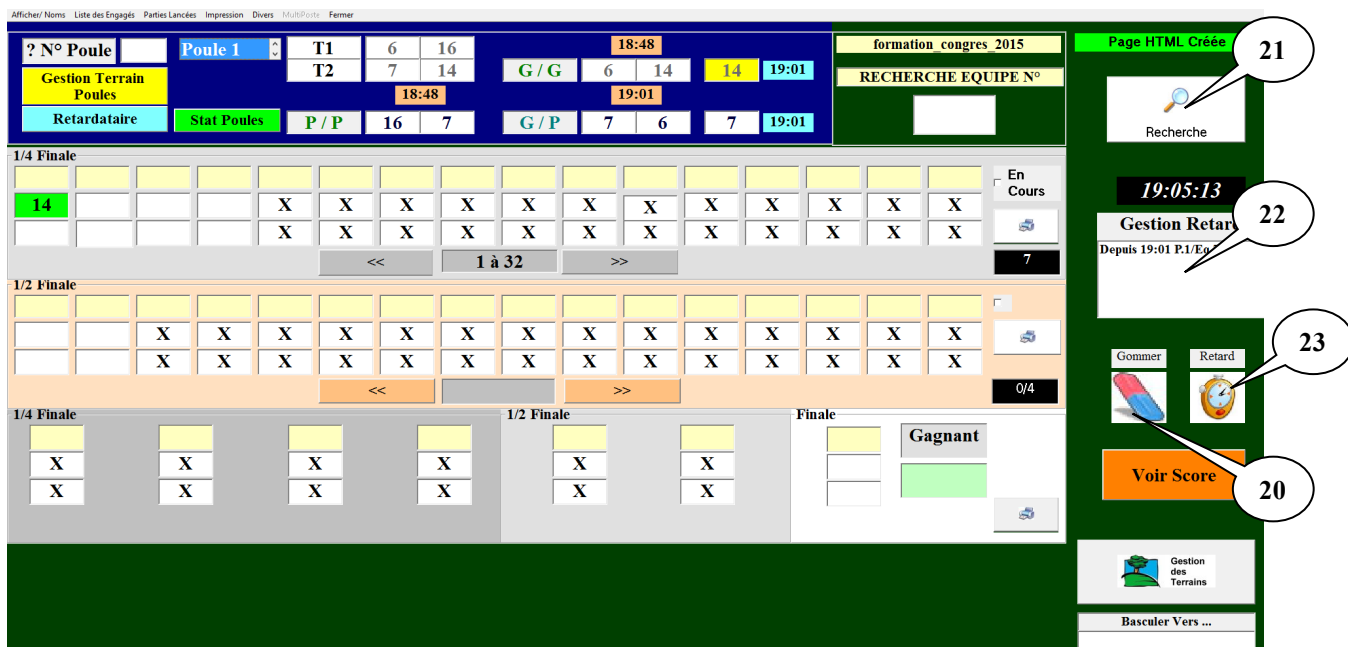 Afficher/ Noms Liste des Engagés Parties Lancées Impression Divers MultiPoste Fermer
? N° Poule Poule 1 T1 6 16 18:48
T2 7 14 G / G 6 14 14 19:01
Gestion Terrain
Poules
18:48 19:01
Retardataire Stat Poules P / P 16 7 G / P 7 6 7 19:01
formation_congres_2015
RECHERCHE EQUIPE N°
Page HTML Créée
21
Recherche
19:05:13
22
Gestion Retard
Depuis 19:01 P.1/Eq
1/4 Finale
En
Cours
14 X X X X X X X X X X X X
X X X X X X X X X X X X
<< 1 à 32 >> 7
1/2 Finale
X X X X X X X X X X X X X X
X X X X X X X X X X X X X X
<< >> 0/4
23
Gommer Retard
Voir Score
20
1/4 Finale 1/2 Finale Finale
Gagnant
X X X X X X
X X X X X X
Gestion
des
Terrains
Basculer Vers ...